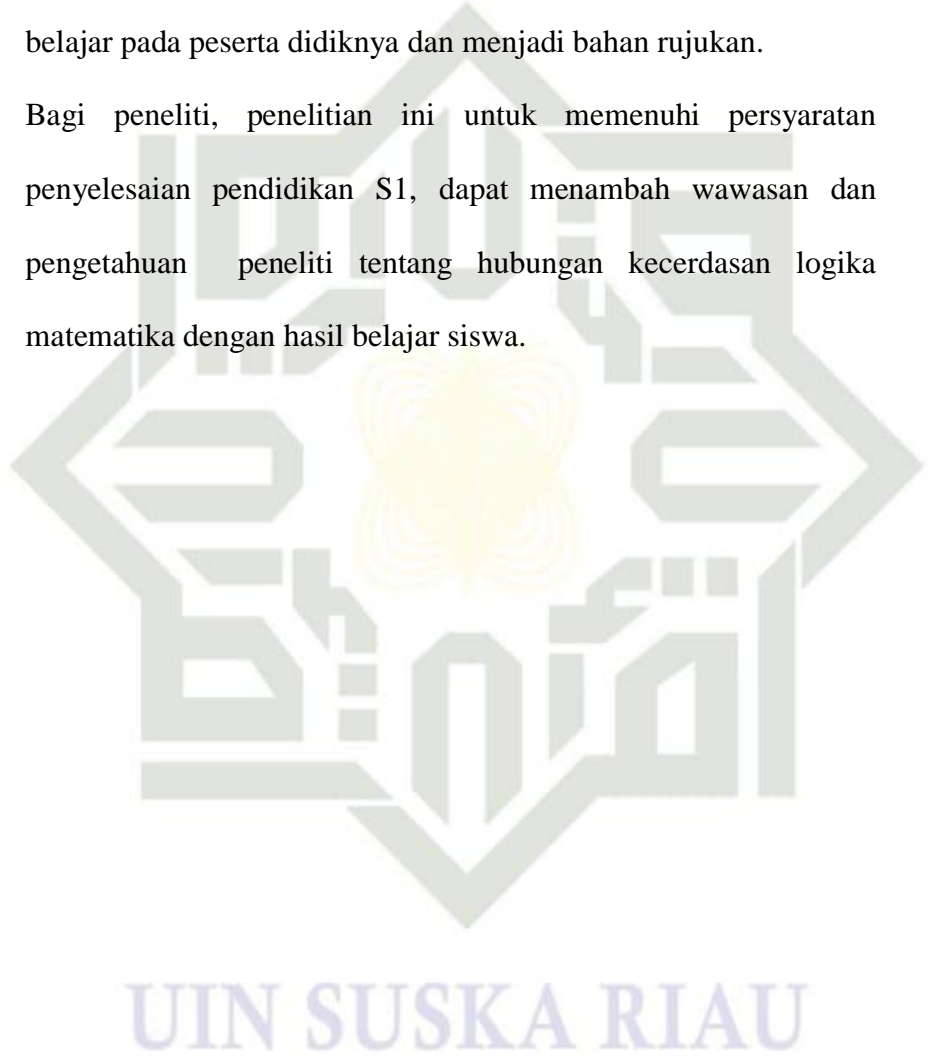 belajar pada peserta didiknya dan menjadi bahan rujukan.
Bagi peneliti, penelitian ini untuk memenuhi persyaratan
penyelesaian pendidikan S1, dapat menambah wawasan dan
pengetahuan peneliti tentang hubungan kecerdasan logika
matematika dengan hasil belajar siswa.
UIN SUSKA RIAU